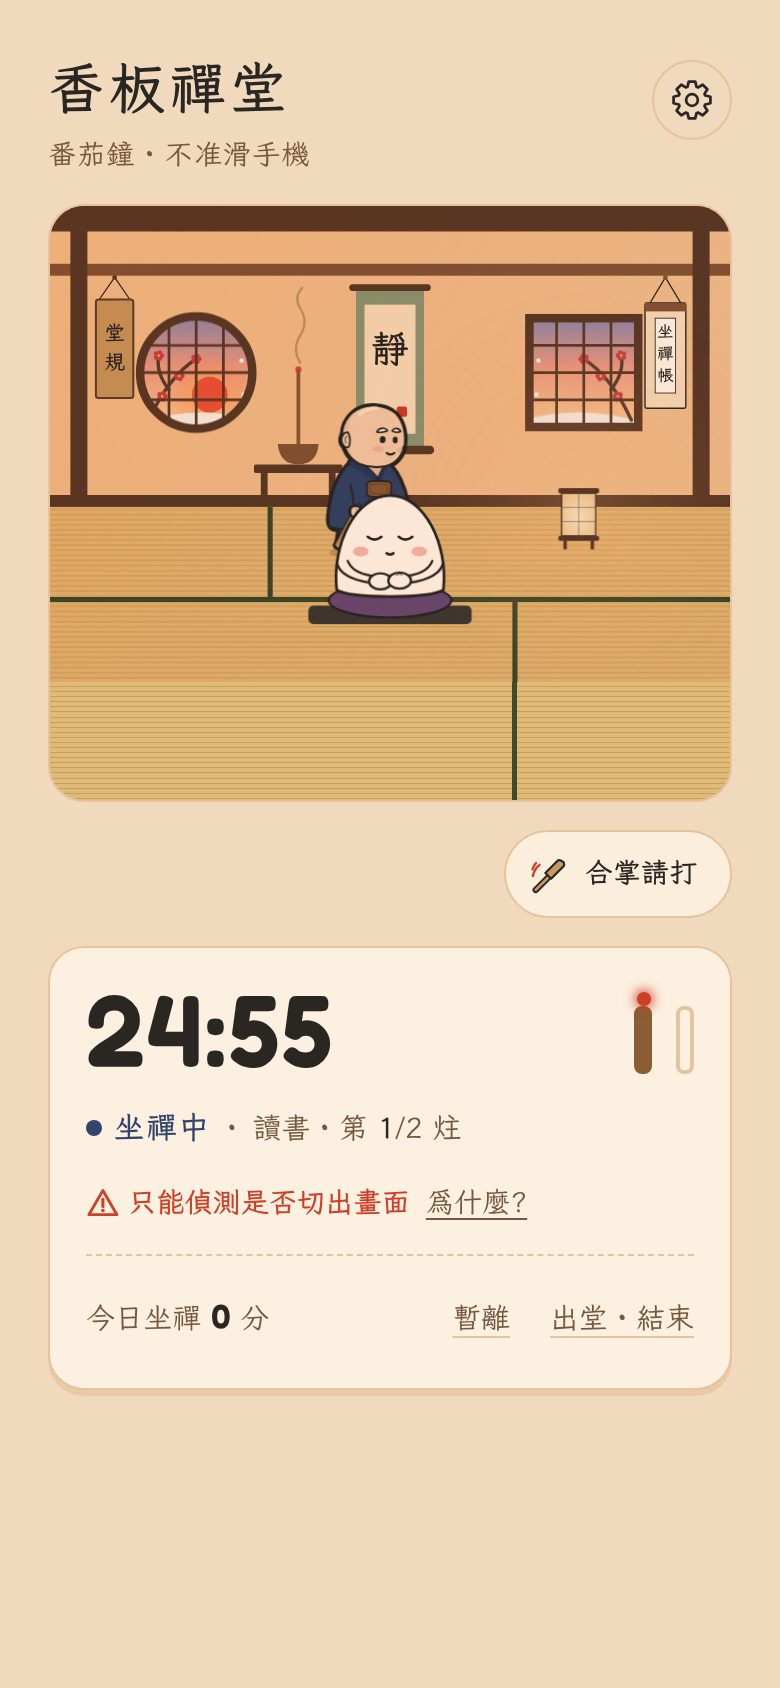 香板禪堂
番茄鐘・不准滑手機
堂規
靜
坐禪帳
合掌請打
24:55
坐禪中・讀書・第 1/2 炷
只能偵測是否切出畫面 爲什麼?
今日坐禪 0 分
暫離 出堂・結束